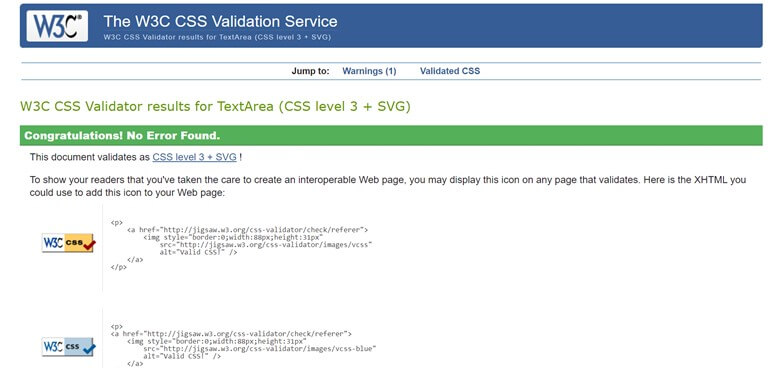 W3C®
The W3C CSS Validation Service
W3C CSS Validator results for TextArea (CSS level 3 + SVG)
Jump to: Warnings (1) Validated CSS
W3C CSS Validator results for TextArea (CSS level 3 + SVG)
Congratulations! No Error Found.
This document validates as CSS level 3 + SVG !
To show your readers that you've taken the care to create an interoperable Web page, you may display this icon on any page that validates. Here is the XHTML you
could use to add this icon to your Web page:
W3C css
<p>
<a href="http://jigsaw.w3.org/css-validator/check/referer">
<img style="border:0;width:88px;height:31px"
src="http://jigsaw.w3.org/css-validator/images/vcss"
alt="Valid CSS!" />
</a>
</p>
W3C css
<p>
<a href="http://jigsaw.w3.org/css-validator/check/referer">
<img style="border:0;width:88px;height:31px"
src="http://jigsaw.w3.org/css-validator/images/vcss-blue"
alt="Valid CSS!" />
</a>